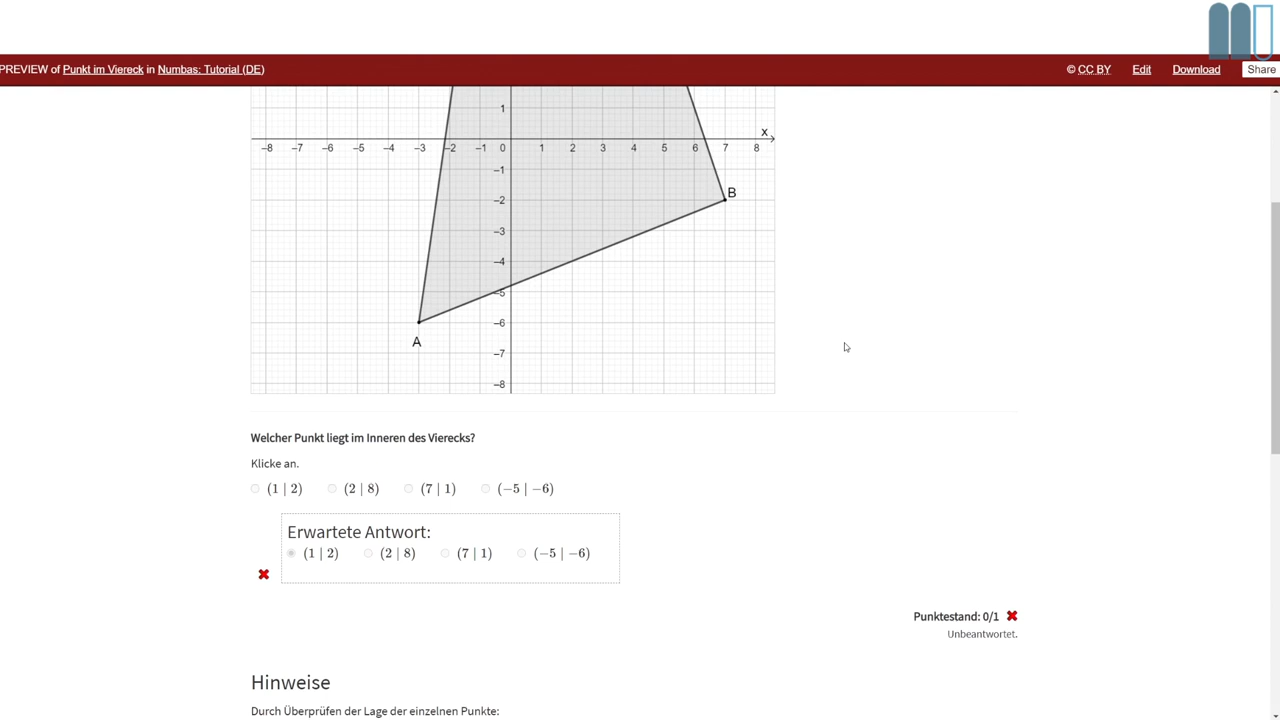 PREVIEW of Punkt im Viereck in Numbas: Tutorial (DE)
© CC BY Edit Download Share
1
x
−8 −7 −6 −5 −4 −3 −2 −1 0 1 2 3 4 5 6 7 8
−1
B
−2
−3
−4
−5
−6
A
−7
−8
Welcher Punkt liegt im Inneren des Vierecks?
Klicke an.
(1 | 2) (2 | 8) (7 | 1) (−5 | −6)
Erwartete Antwort:
(1 | 2) (2 | 8) (7 | 1) (−5 | −6)
Punktestand: 0/1
Unbeantwortet.
Hinweise
Durch Überprüfen der Lage der einzelnen Punkte: